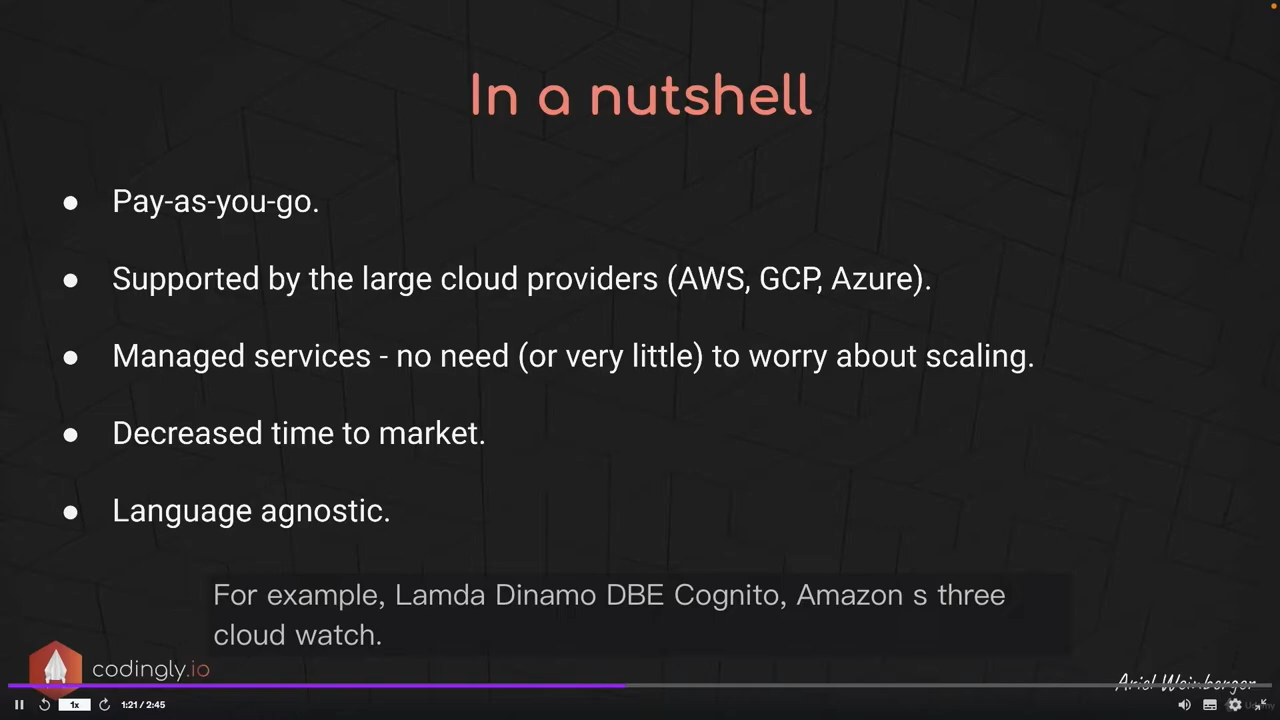 In a nutshell
● Pay-as-you-go.
● Supported by the large cloud providers (AWS, GCP, Azure).
● Managed services - no need (or very little) to worry about scaling.
● Decreased time to market.
● Language agnostic.
For example, Lamda Dinamo DBE Cognito, Amazon s three
cloud watch.
codingly.io
Ariel Weinberger
1x
1:21 / 2:45
Udemy